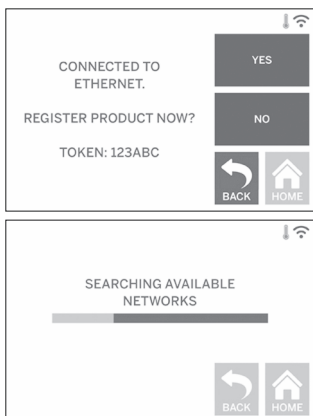 CONNECTED TO
ETHERNET.
YES
REGISTER PRODUCT NOW?
NO
TOKEN: 123ABC
BACK
HOME
SEARCHING AVAILABLE
NETWORKS
BACK
HOME